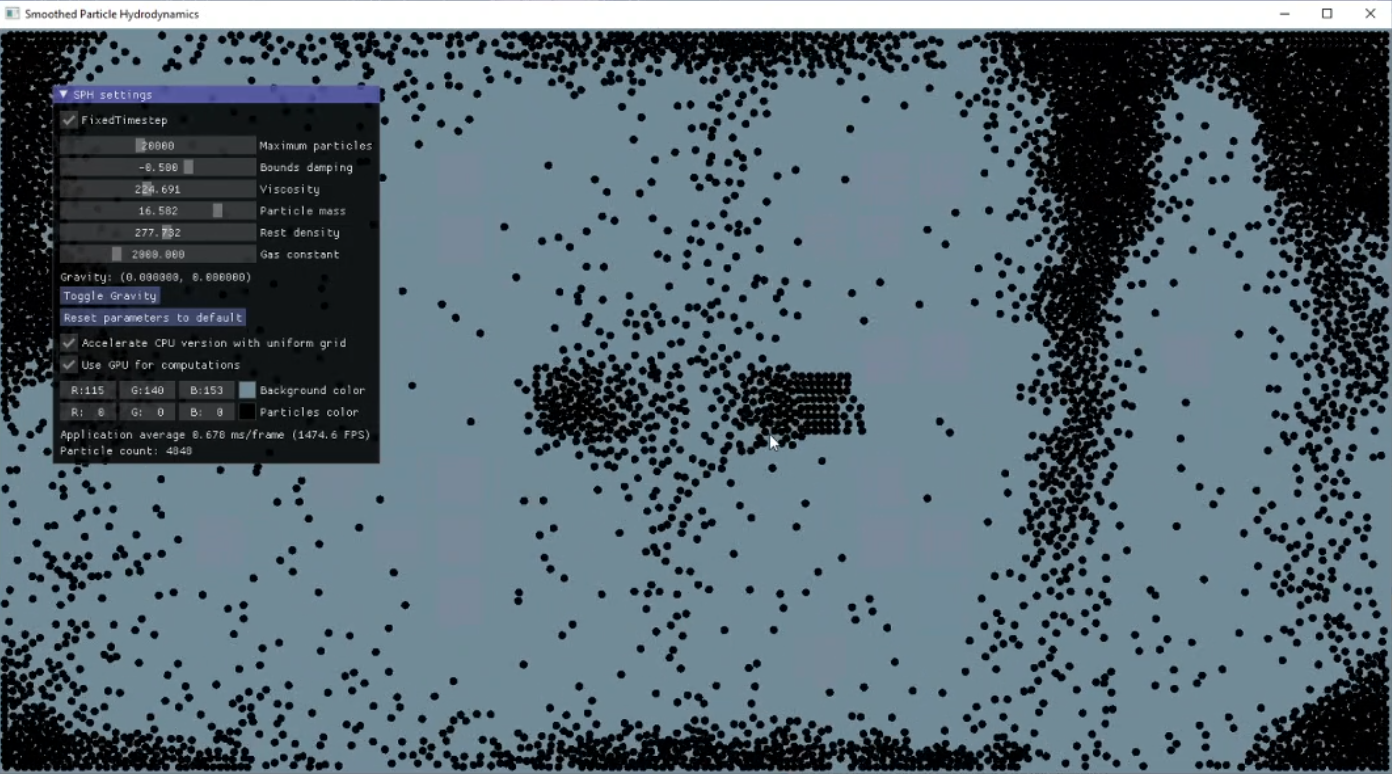 Smoothed Particle Hydrodynamics
SPH settings
FixedTimestep
20000 Maximum particles
-0.500 Bounds damping
224.691 Viscosity
16.582 Particle mass
277.732 Rest density
2000.000 Gas constant
Gravity: (0.000000, 0.000000)
Toggle Gravity
Reset parameters to default
Accelerate CPU version with uniform grid
Use GPU for computations
R:115 G:140 B:153 Background color
R: 0 G: 0 B: 0 Particles color
Application average 0.678 ms/frame (1474.6 FPS)
Particle count: 4848